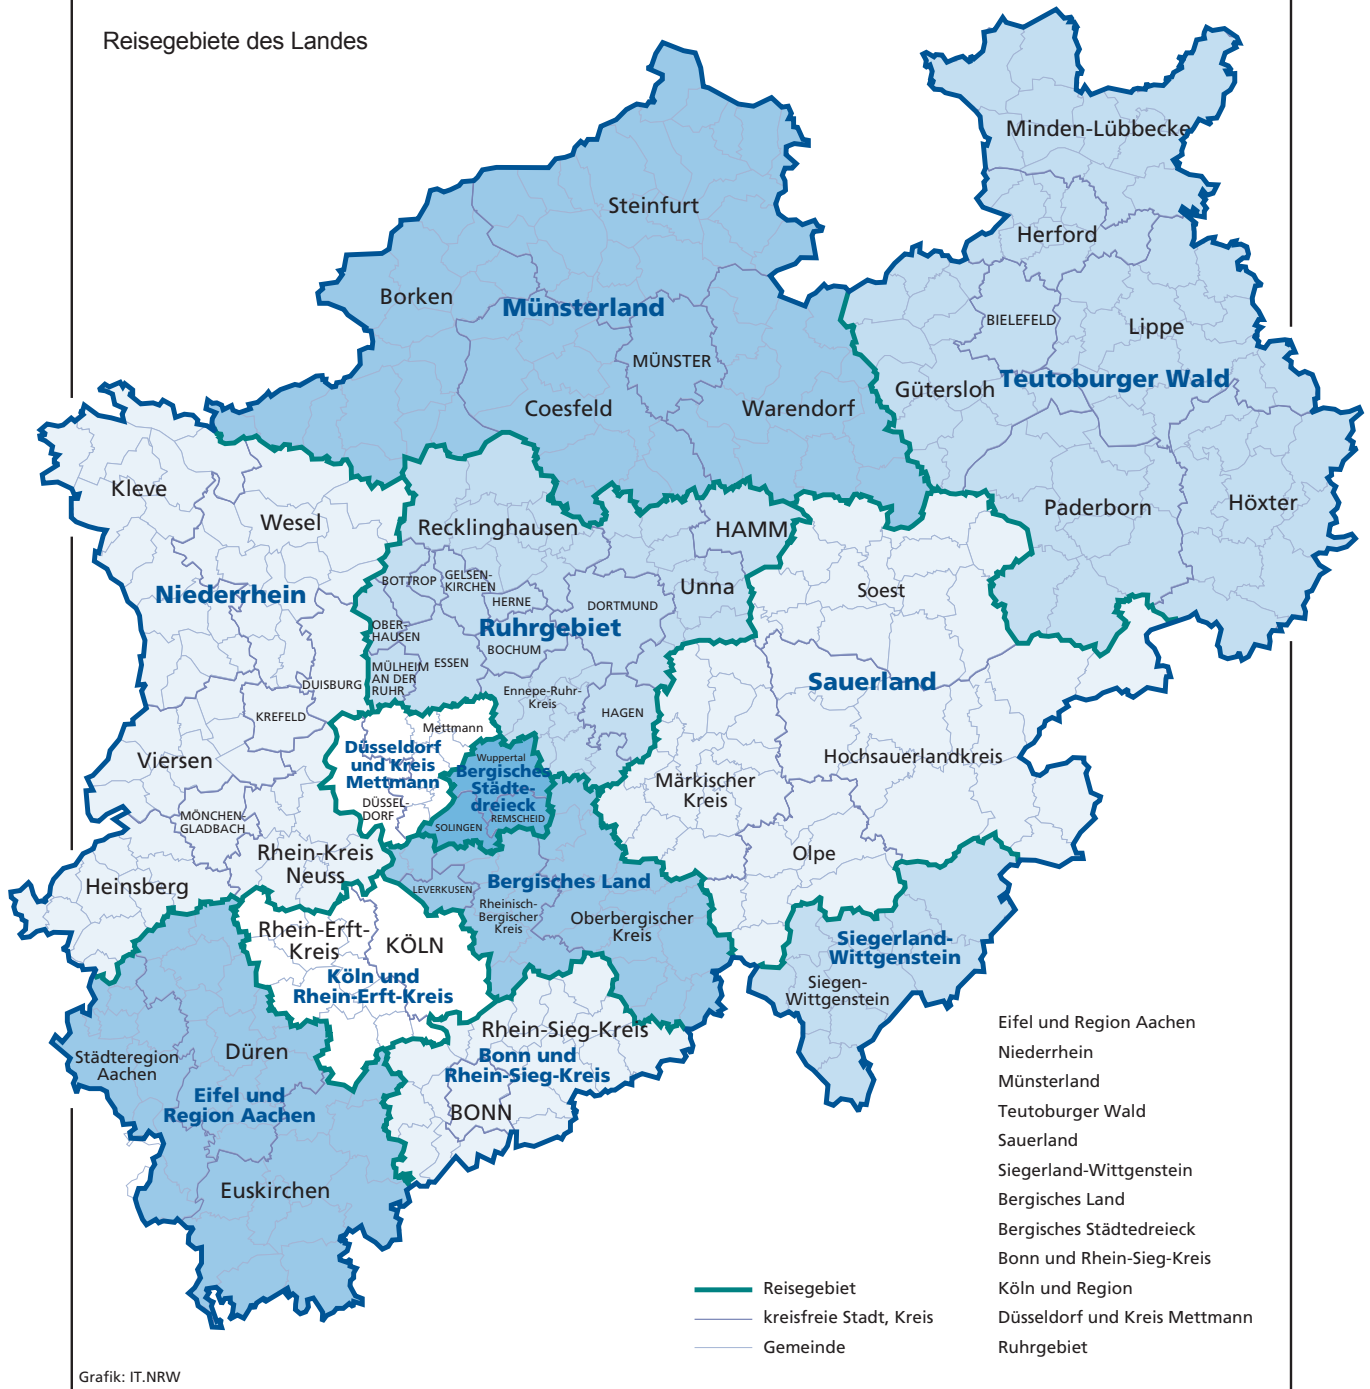 Reisegebiete des Landes
Minden-Lübbecke
Steinfurt
Herford
Borken
Münsterland
BIELEFELD
Lippe
MÜNSTER
Gütersloh
Teutoburger Wald
Coesfeld
Warendorf
Kleve
Wesel
Recklinghausen
HAMM
Paderborn
Höxter
BOTTROP
GELSEN-
KIRCHEN
HERNE
DORTMUND
Unna
Soest
Niederrhein
OBER-
HAUSEN
Ruhrgebiet
BOCHUM
MÜLHEIM
AN DER
RUHR
ESSEN
DUISBURG
Ennepe-Ruhr-
Kreis
HAGEN
Sauerland
KREFELD
Mettmann
Düsseldorf
und Kreis
Mettmann
Viersen
Wuppertal
Bergisches
Städte-
dreieck
Märkischer
Kreis
Hochsauerlandkreis
MÖNCHEN-
GLADBACH
DÜSSEL-
DORF
SOLINGEN
REMSCHEID
Rhein-Kreis
Neuss
Olpe
Heinsberg
LEVERKUSEN
Bergisches Land
Rheinisch-
Bergischer
Kreis
Oberbergischer
Kreis
Rhein-Erft-
Kreis
KÖLN
Siegerland-
Wittgenstein
Köln und
Rhein-Erft-Kreis
Siegen-
Wittgenstein
Rhein-Sieg-Kreis
Städteregion
Aachen
Düren
Bonn und
Rhein-Sieg-Kreis
Eifel und
Region Aachen
BONN
Euskirchen
Eifel und Region Aachen
Niederrhein
Münsterland
Teutoburger Wald
Sauerland
Siegerland-Wittgenstein
Bergisches Land
Bergisches Städtedreieck
Bonn und Rhein-Sieg-Kreis
Köln und Region
Düsseldorf und Kreis Mettmann
Ruhrgebiet
Reisegebiet
kreisfreie Stadt, Kreis
Gemeinde
Grafik: IT.NRW